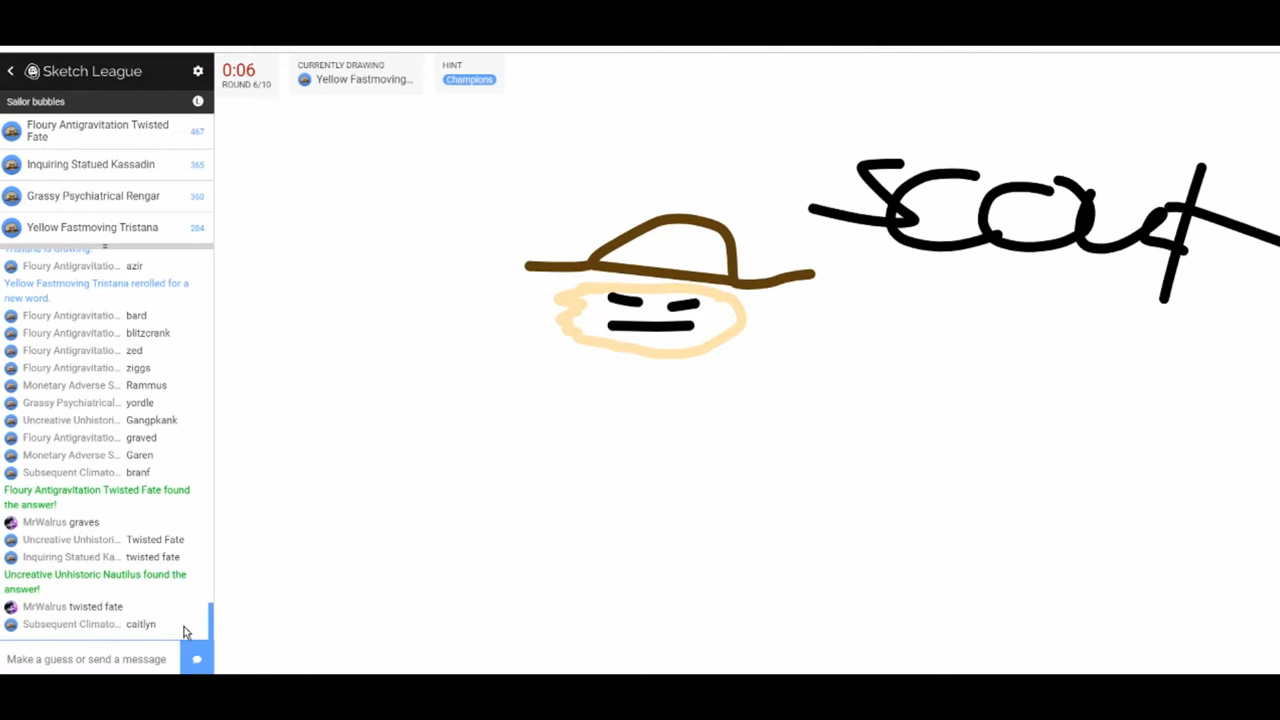 Sketch League
Sailor bubbles
L
Floury Antigravitation Twisted Fate 467
Inquiring Statued Kassadin 365
Grassy Psychiatrical Rengar 360
Yellow Fastmoving Tristana 284
Tristana is drawing.
Floury Antigravitatio... azir
Yellow Fastmoving Tristana rerolled for a
new word.
Floury Antigravitatio... bard
Floury Antigravitatio... blitzcrank
Floury Antigravitatio... zed
Floury Antigravitatio... ziggs
Monetary Adverse S... Rammus
Grassy Psychiatrical... yordle
Uncreative Unhistori... Gangpkank
Floury Antigravitatio... graved
Monetary Adverse S... Garen
Subsequent Climato... branf
Floury Antigravitation Twisted Fate found
the answer!
MrWalrus graves
Uncreative Unhistori... Twisted Fate
Inquiring Statued Ka... twisted fate
Uncreative Unhistoric Nautilus found the
answer!
MrWalrus twisted fate
Subsequent Climato... caitlyn
Make a guess or send a message
0:06
ROUND 6/10
CURRENTLY DRAWING
Yellow Fastmoving...
HINT
Champions
scout